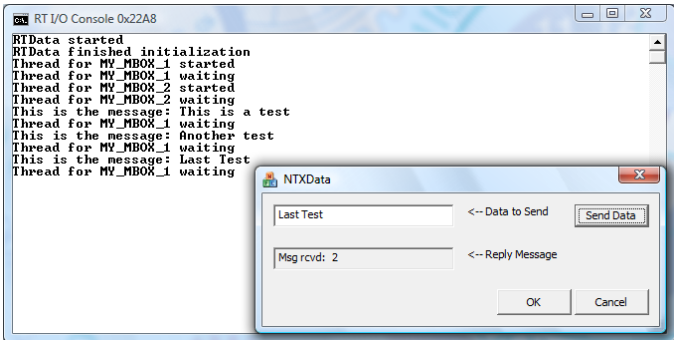 RT I/O Console 0x22A8
RTData started
RTData finished initialization
Thread for MY_MBOX_1 started
Thread for MY_MBOX_1 waiting
Thread for MY_MBOX_2 started
Thread for MY_MBOX_2 waiting
This is the message: This is a test
Thread for MY_MBOX_1 waiting
This is the message: Another test
Thread for MY_MBOX_1 waiting
This is the message: Last Test
Thread for MY_MBOX_1 waiting
NTXData
Last Test <-- Data to Send Send Data
Msg rcvd: 2 <-- Reply Message
OK Cancel